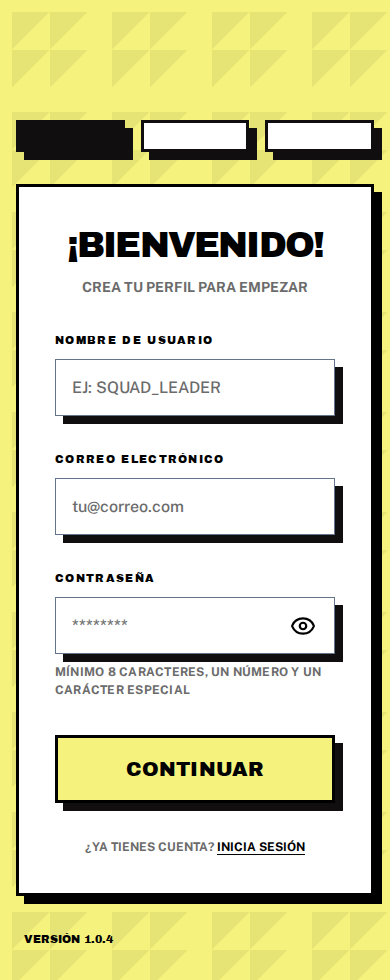 ¡BIENVENIDO!
CREA TU PERFIL PARA EMPEZAR
NOMBRE DE USUARIO
EJ: SQUAD_LEADER
CORREO ELECTRÓNICO
tu@correo.com
CONTRASEÑA
********
MÍNIMO 8 CARACTERES, UN NÚMERO Y UN
CARÁCTER ESPECIAL
CONTINUAR
¿YA TIENES CUENTA? INICIA SESIÓN
VERSIÓN 1.0.4